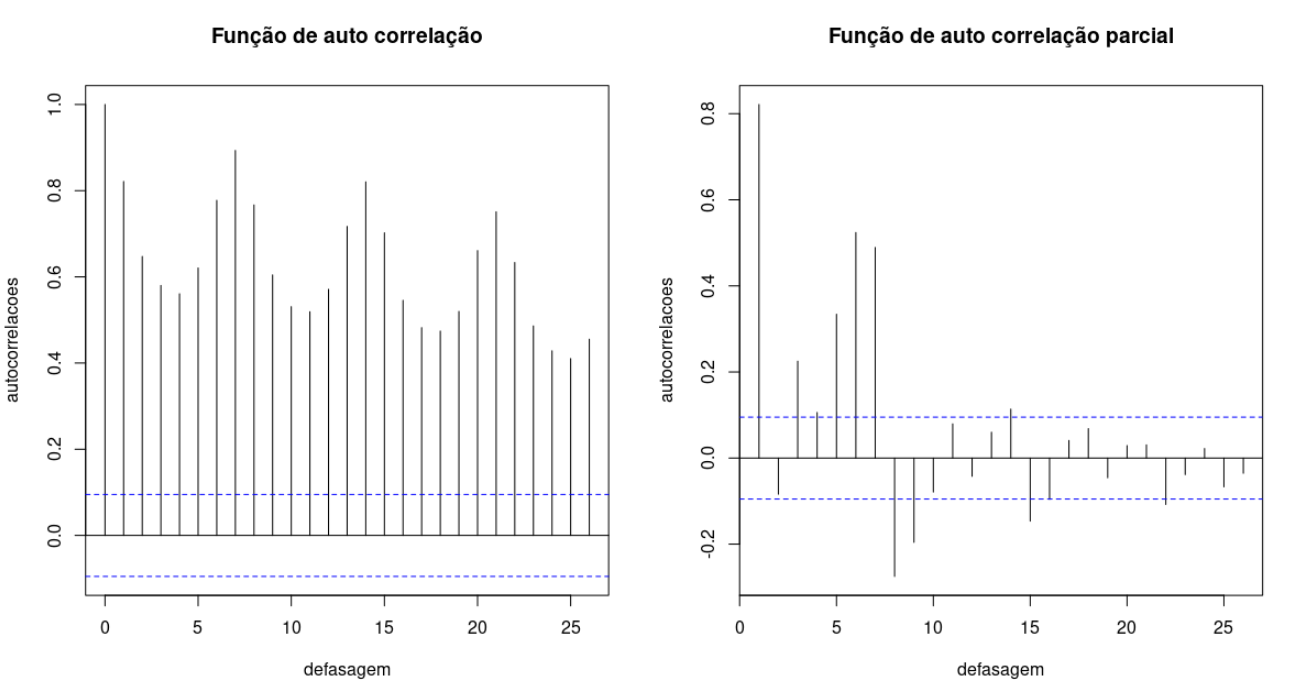 Função de auto correlação
autocorrelacoes
1.0
0.8
0.6
0.4
0.2
0.0
0 5 10 15 20 25
defasagem
Função de auto correlação parcial
autocorrelacoes
0.8
0.6
0.4
0.2
0.0
-0.2
0 5 10 15 20 25
defasagem